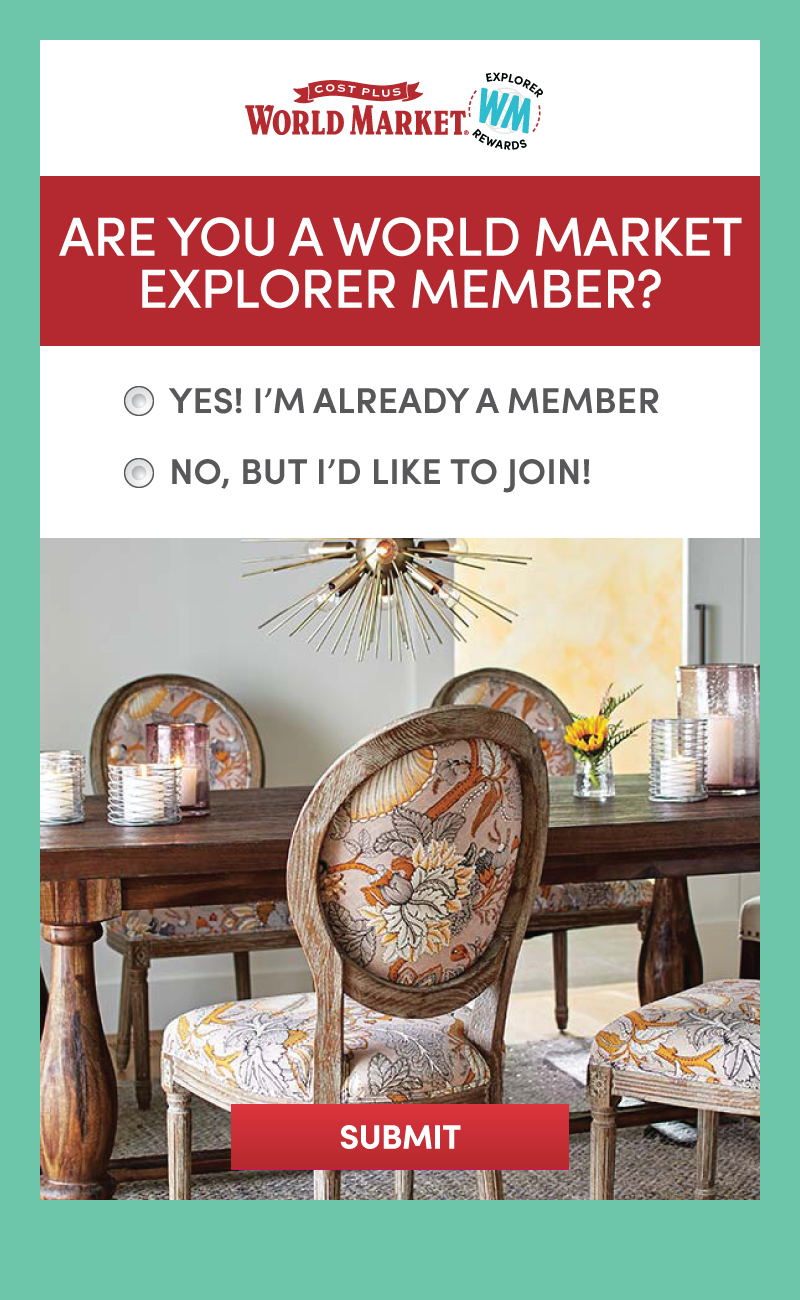 COST PLUS
WORLD MARKET®
EXPLORER
WM
REWARDS
ARE YOU A WORLD MARKET
EXPLORER MEMBER?
YES! I’M ALREADY A MEMBER
NO, BUT I’D LIKE TO JOIN!
SUBMIT